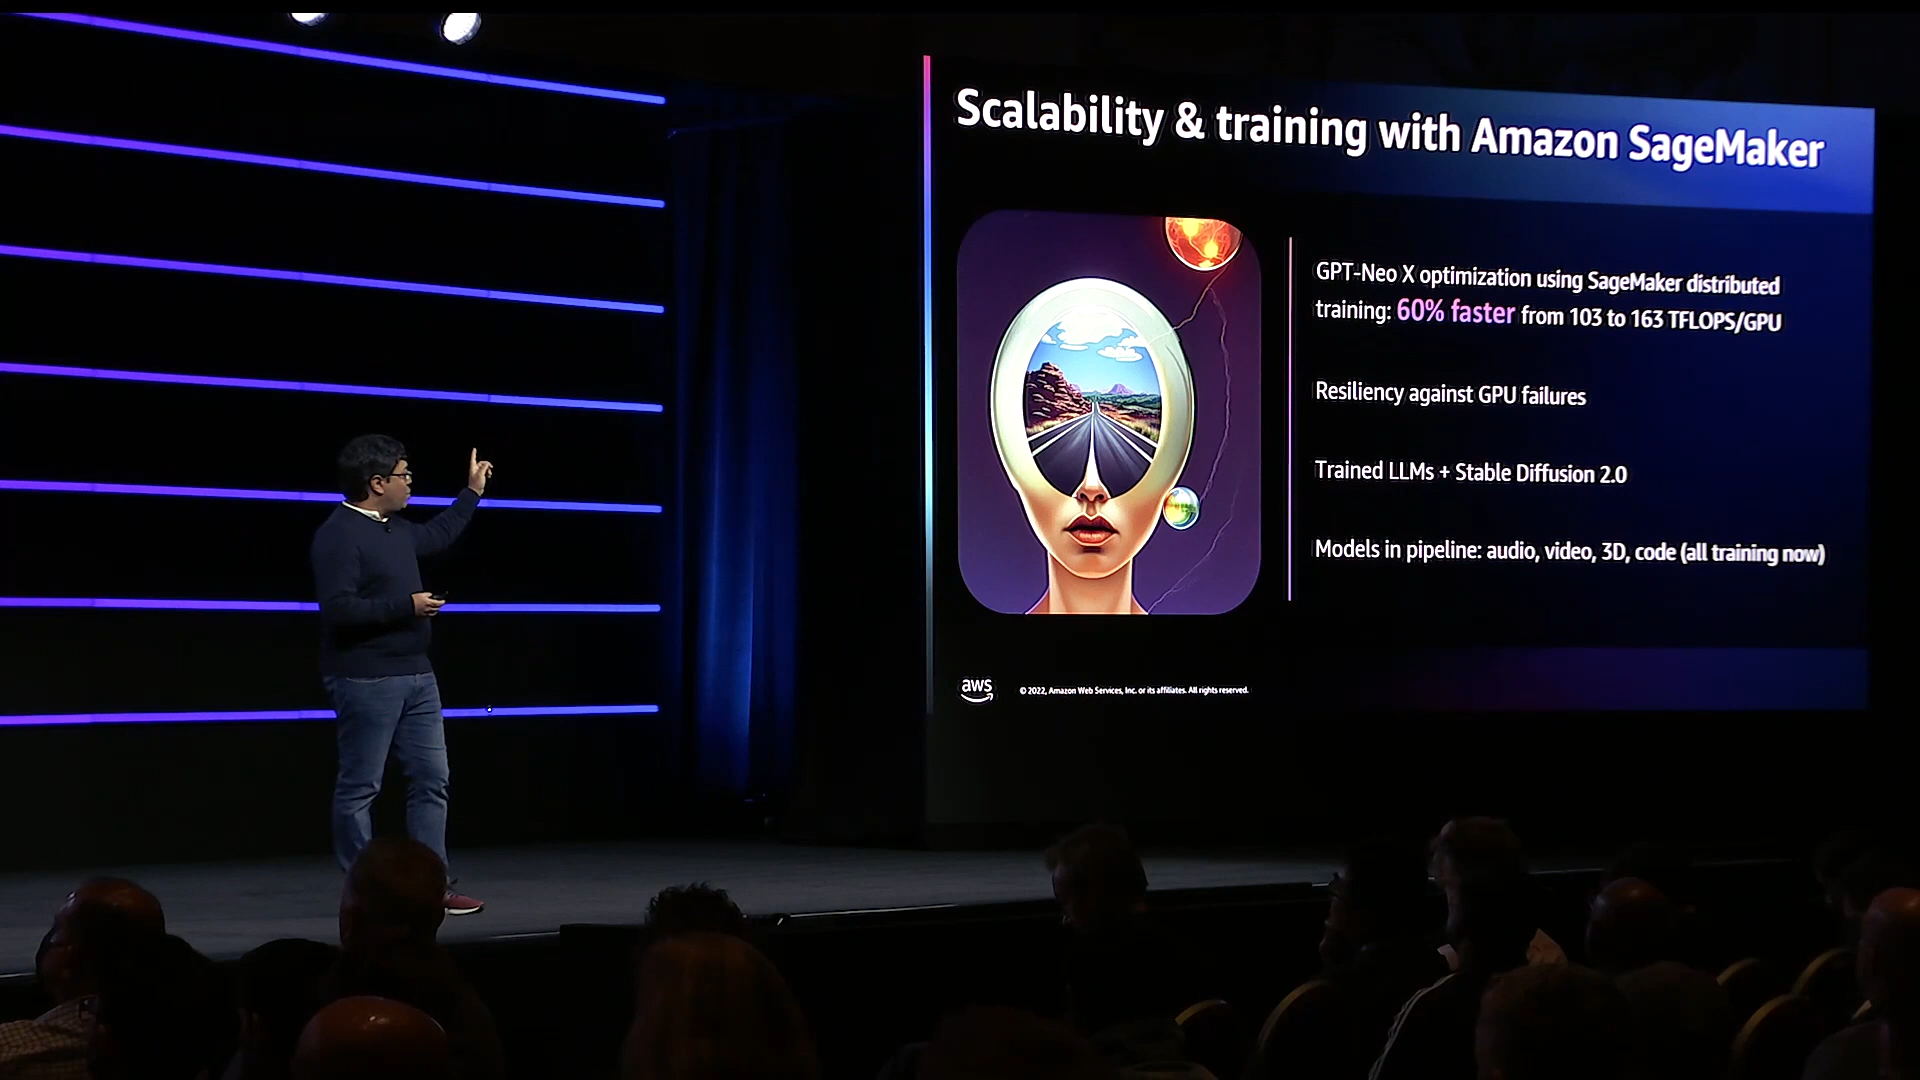 Scalability & training with Amazon SageMaker
GPT-Neo X optimization using SageMaker distributed
training: 60% faster from 103 to 163 TFLOPS/GPU
Resiliency against GPU failures
Trained LLMs + Stable Diffusion 2.0
Models in pipeline: audio, video, 3D, code (all training now)
aws
© 2022, Amazon Web Services, Inc. or its affiliates. All rights reserved.